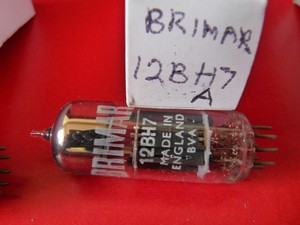 BRIMAR
12BH7
A
BRIMAR
12BH7
MADE IN
ENGLAND
BVA